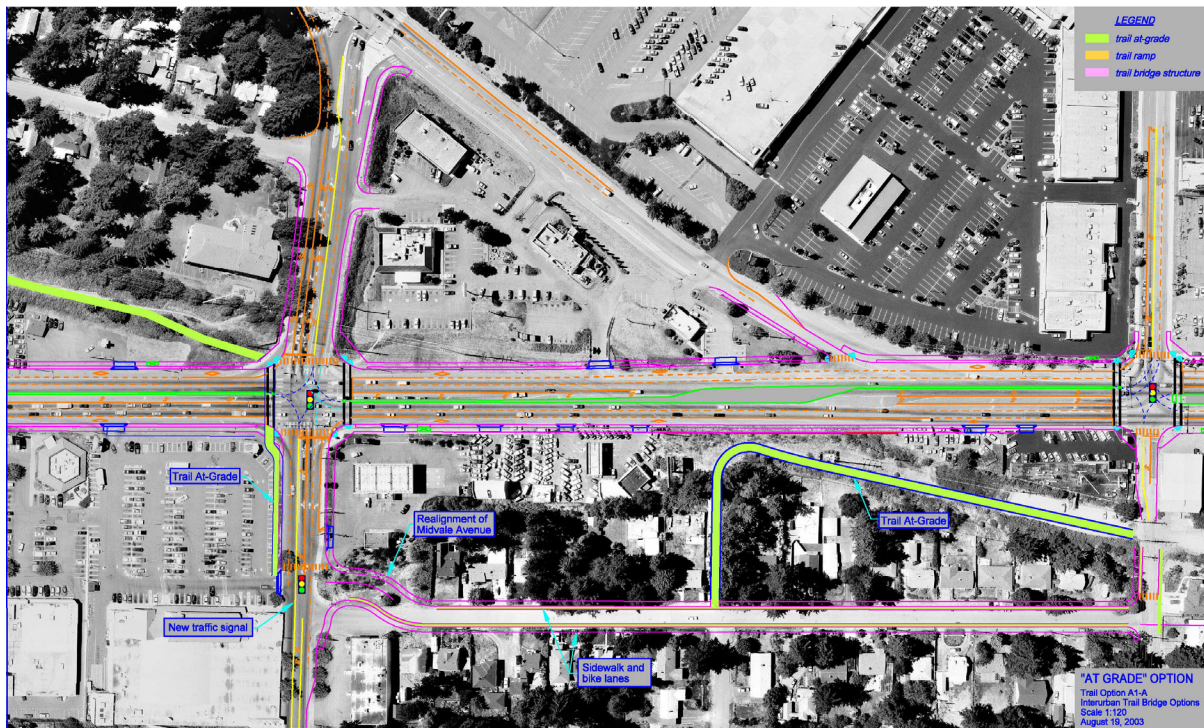 LEGEND
trail at-grade
trail ramp
trail bridge structure
Trail At-Grade
Realignment of
Midvale Avenue
Trail At-Grade
New traffic signal
Sidewalk and
bike lanes
"AT GRADE" OPTION
Trail Option A1-A
Interurban Trail Bridge Options
Scale 1:120
August 19, 2003